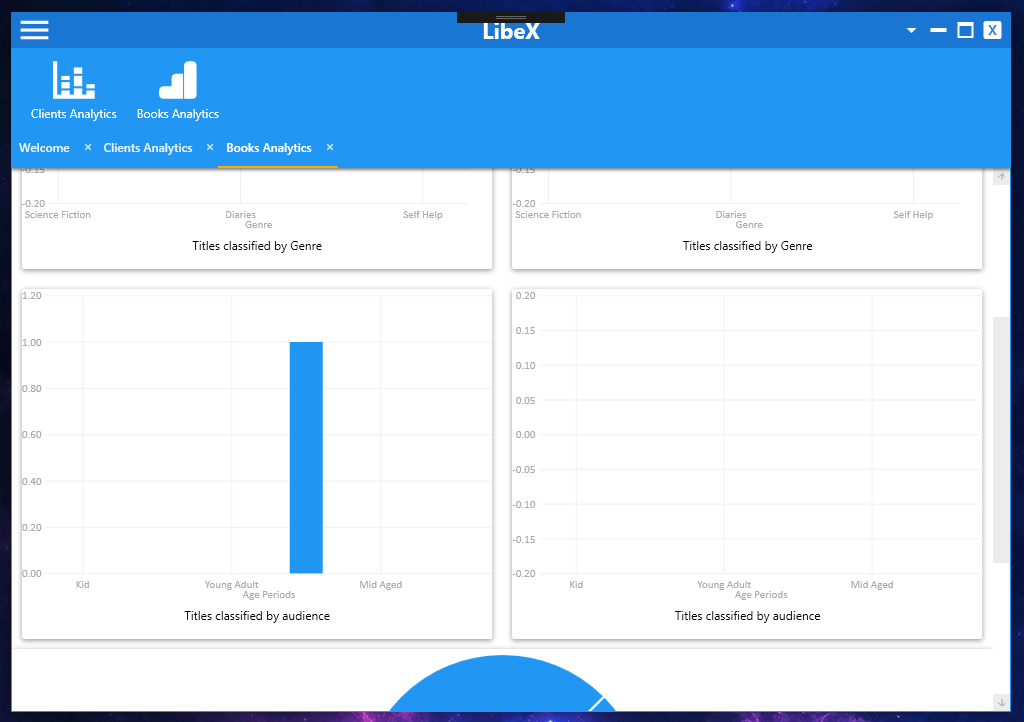 LibeX
X
Clients Analytics
Books Analytics
Welcome × Clients Analytics × Books Analytics ×
-0.15
-0.20
Science Fiction Diaries Self Help
Genre
Titles classified by Genre
-0.15
-0.20
Science Fiction Diaries Self Help
Genre
Titles classified by Genre
1.20
1.00
0.80
0.60
0.40
0.20
0.00
Kid Young Adult Mid Aged
Age Periods
Titles classified by audience
0.20
0.15
0.10
0.05
0.00
-0.05
-0.10
-0.15
-0.20
Kid Young Adult Mid Aged
Age Periods
Titles classified by audience